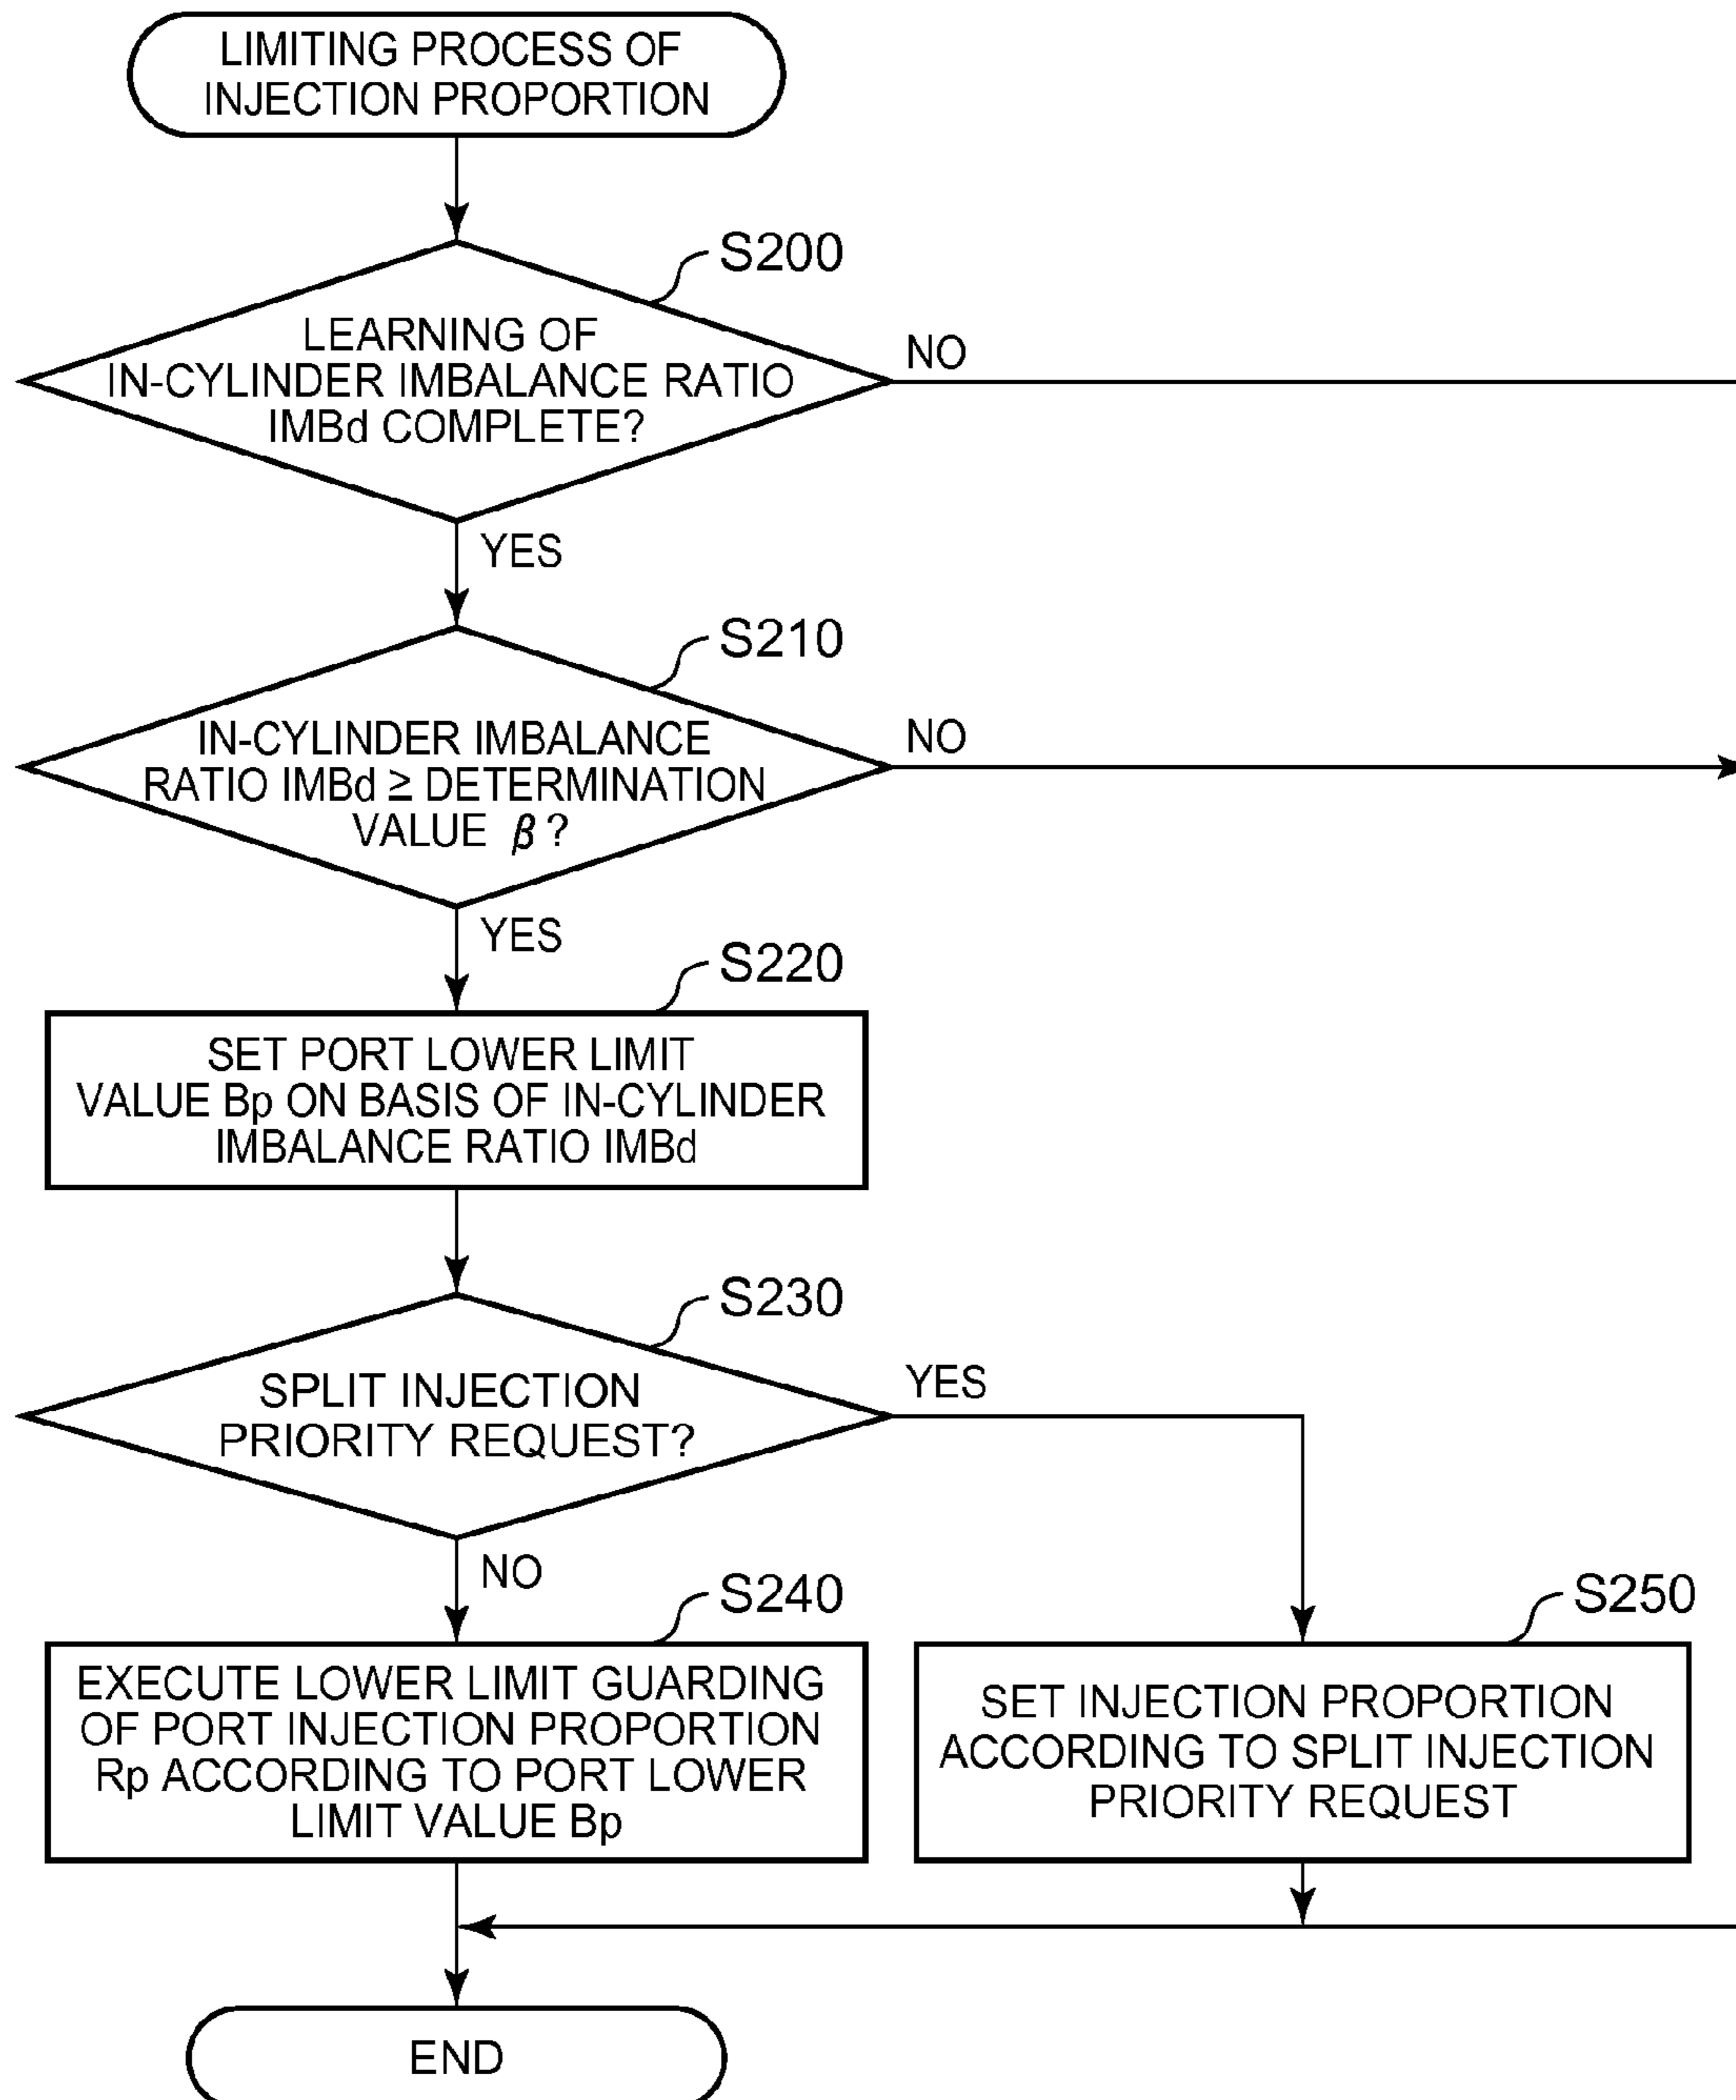 LIMITING PROCESS OF
INJECTION PROPORTION
S200
LEARNING OF
IN-CYLINDER IMBALANCE RATIO
IMBd COMPLETE?
NO
YES
S210
IN-CYLINDER IMBALANCE
RATIO IMBd ≥ DETERMINATION
VALUE β?
NO
YES
S220
SET PORT LOWER LIMIT
VALUE Bp ON BASIS OF IN-CYLINDER
IMBALANCE RATIO IMBd
S230
SPLIT INJECTION
PRIORITY REQUEST?
YES
NO
S240
EXECUTE LOWER LIMIT GUARDING
OF PORT INJECTION PROPORTION
Rp ACCORDING TO PORT LOWER
LIMIT VALUE Bp
S250
SET INJECTION PROPORTION
ACCORDING TO SPLIT INJECTION
PRIORITY REQUEST
END